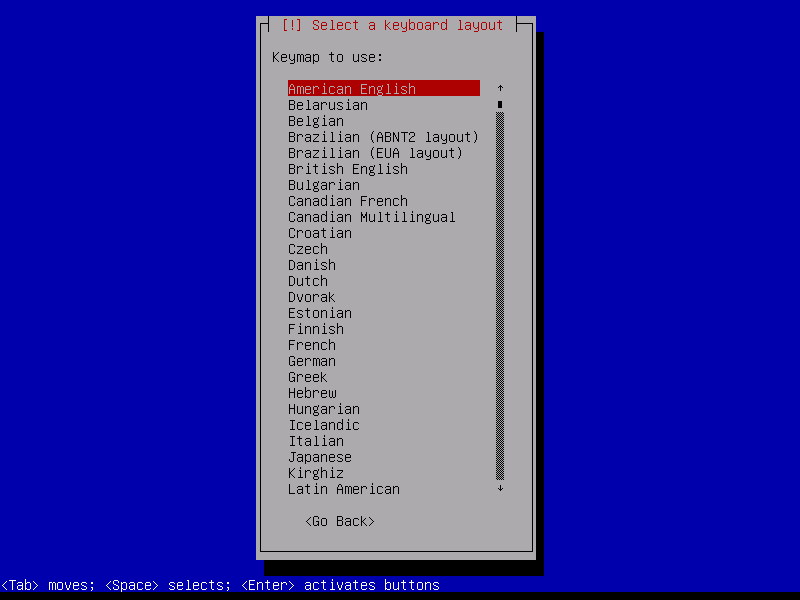 [!] Select a keyboard layout
Keymap to use:
American English
Belarusian
Belgian
Brazilian (ABNT2 layout)
Brazilian (EUA layout)
British English
Bulgarian
Canadian French
Canadian Multilingual
Croatian
Czech
Danish
Dutch
Dvorak
Estonian
Finnish
French
German
Greek
Hebrew
Hungarian
Icelandic
Italian
Japanese
Kirghiz
Latin American
<Go Back>
<Tab> moves; <Space> selects; <Enter> activates buttons